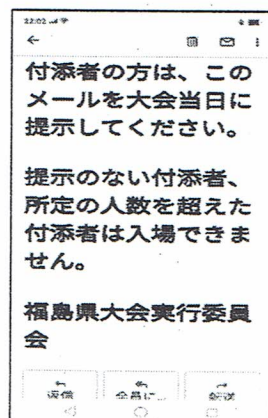 22:02
付添者の方は、この
メールを大会当日に
提示してください。
提示のない付添者、
所定の人数を超えた
付添者は入場できま
せん。
福島県大会実行委員
会
返信
全員に…
転送